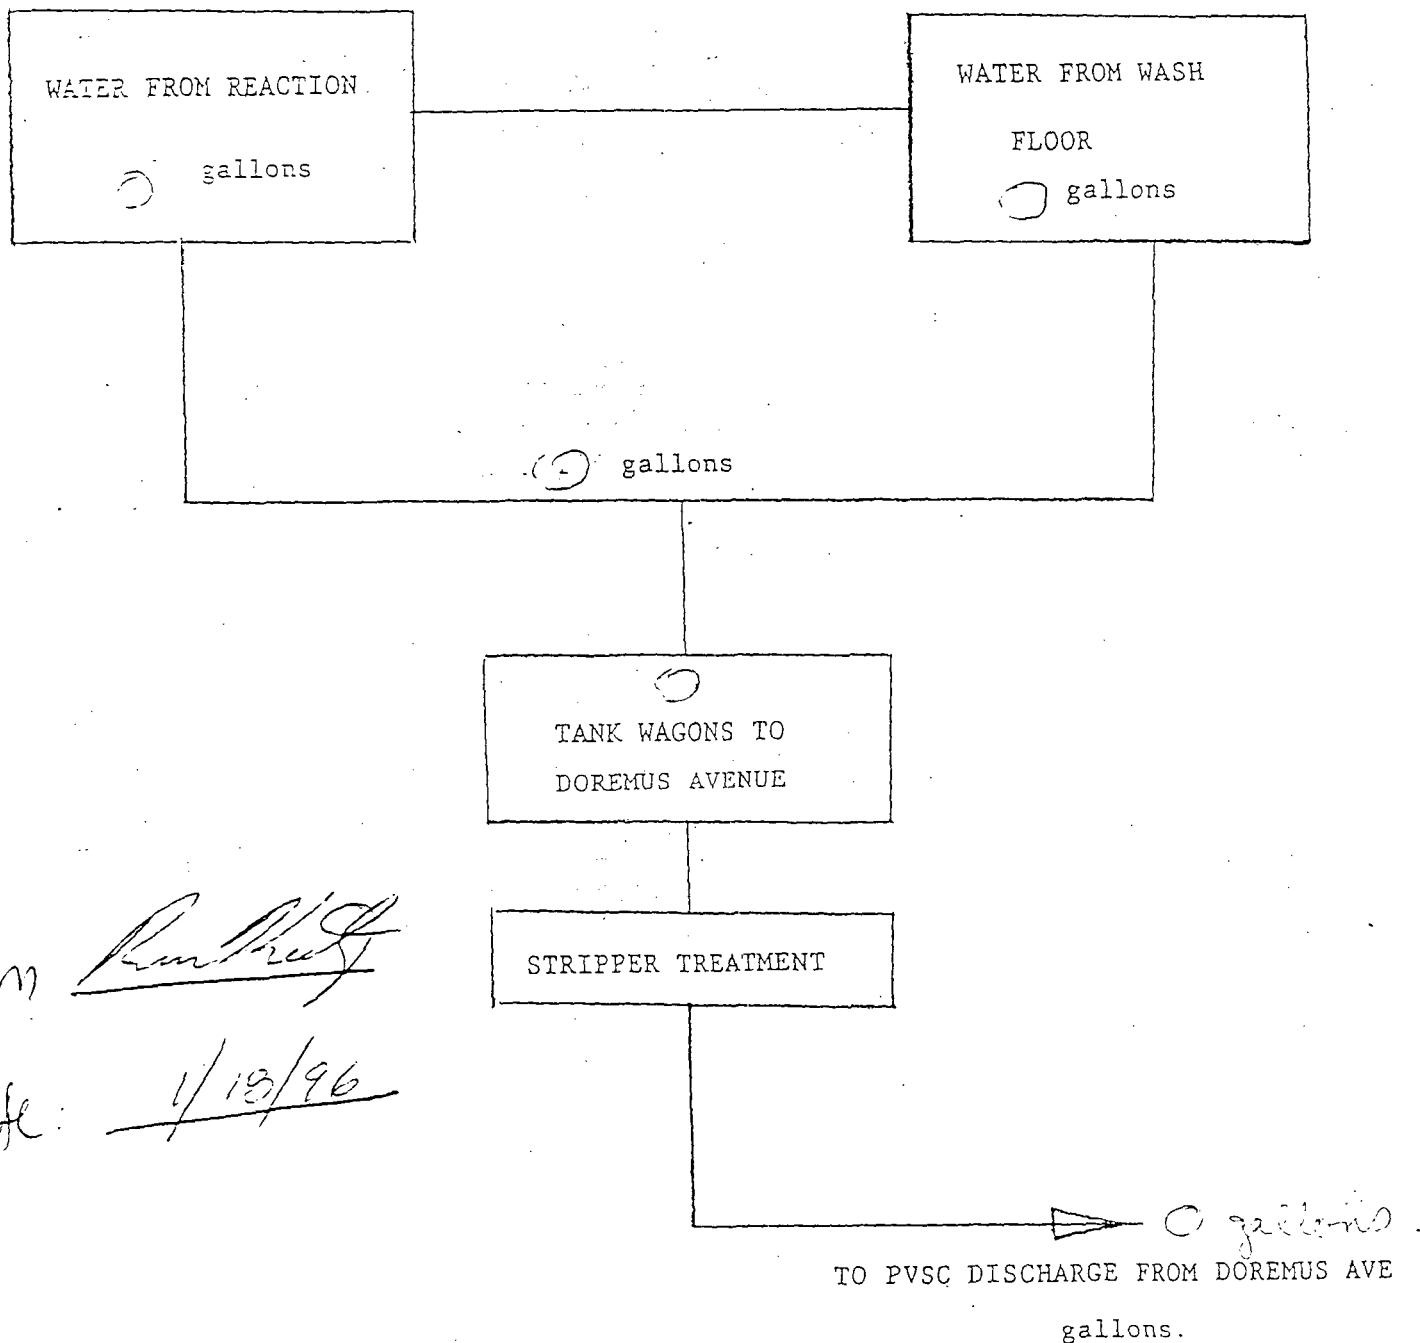 WATER FROM REACTION
0 gallons
WATER FROM WASH
FLOOR
0 gallons
0 gallons
0
TANK WAGONS TO
DOREMUS AVENUE
STRIPPER TREATMENT
1/18/96
0 gallons.
TO PVSC DISCHARGE FROM DOREMUS AVE
gallons.